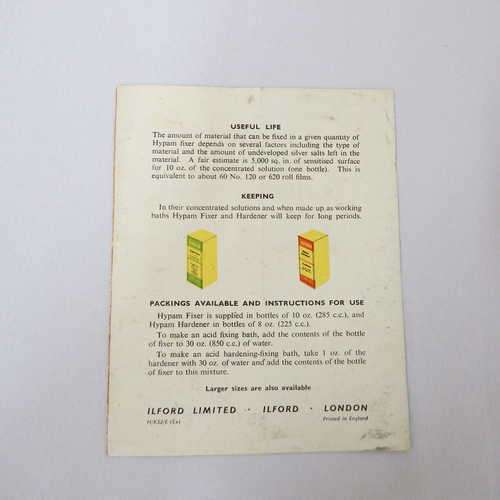 USEFUL LIFE
The amount of material that can be fixed in a given quantity of
Hypam fixer depends on several factors including the type of
material and the amount of undeveloped silver salts left in the
material. A fair estimate is 5,000 sq. in. of sensitised surface
for 10 oz. of the concentrated solution (one bottle). This is
equivalent to about 60 No. 120 or 620 roll films.
KEEPING
In their concentrated solutions and when made up as working
baths Hypam Fixer and Hardener will keep for long periods.
PACKINGS AVAILABLE AND INSTRUCTIONS FOR USE
Hypam Fixer is supplied in bottles of 10 oz. (285 c.c.), and
Hypam Hardener in bottles of 8 oz. (225 c.c.).
To make an acid fixing bath, add the contents of the bottle
of fixer to 30 oz. (850 c.c.) of water.
To make an acid hardening-fixing bath, take 1 oz. of the
hardener with 30 oz. of water and add the contents of the bottle
of fixer to this mixture.
Larger sizes are also available
ILFORD LIMITED · ILFORD · LONDON
Printed in England